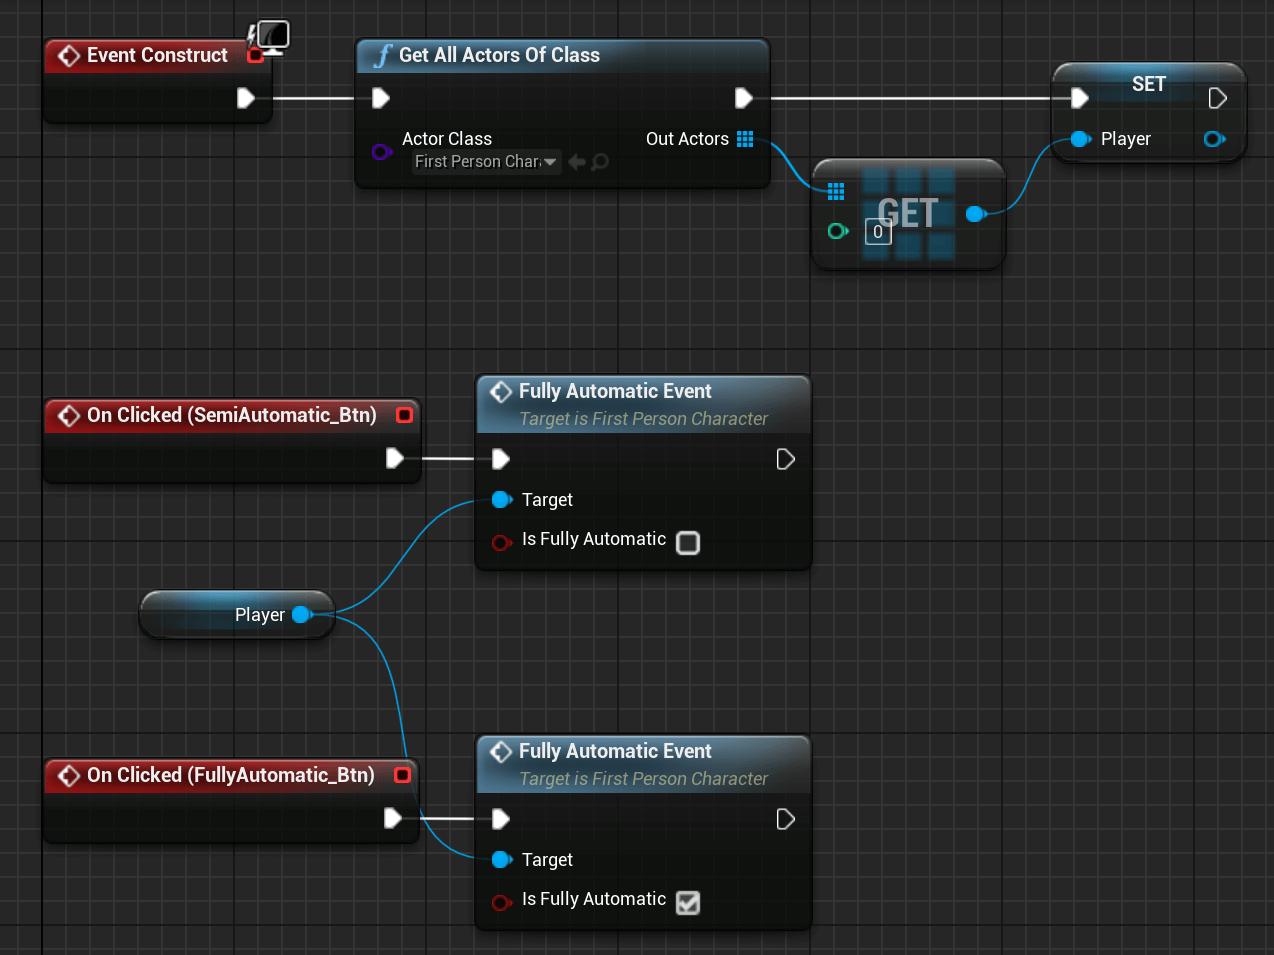 Event Construct
Get All Actors Of Class
Actor Class
First Person Char
Out Actors
GET
0
SET
Player
On Clicked (SemiAutomatic_Btn)
Fully Automatic Event
Target is First Person Character
Target
Is Fully Automatic
Player
On Clicked (FullyAutomatic_Btn)
Fully Automatic Event
Target is First Person Character
Target
Is Fully Automatic